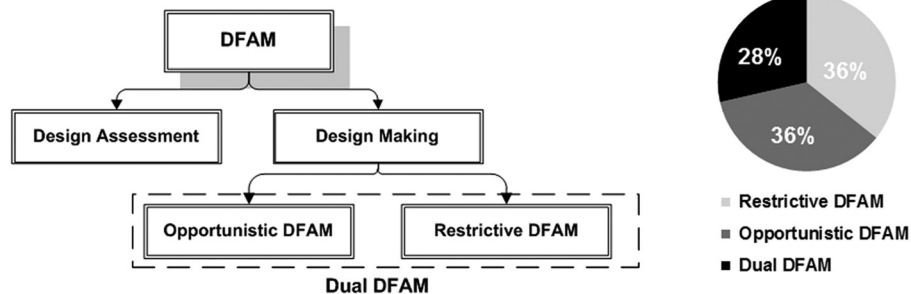 DFAM
Design Assessment
Design Making
Opportunistic DFAM
Restrictive DFAM
Dual DFAM
28%
36%
36%
Restrictive DFAM
Opportunistic DFAM
Dual DFAM